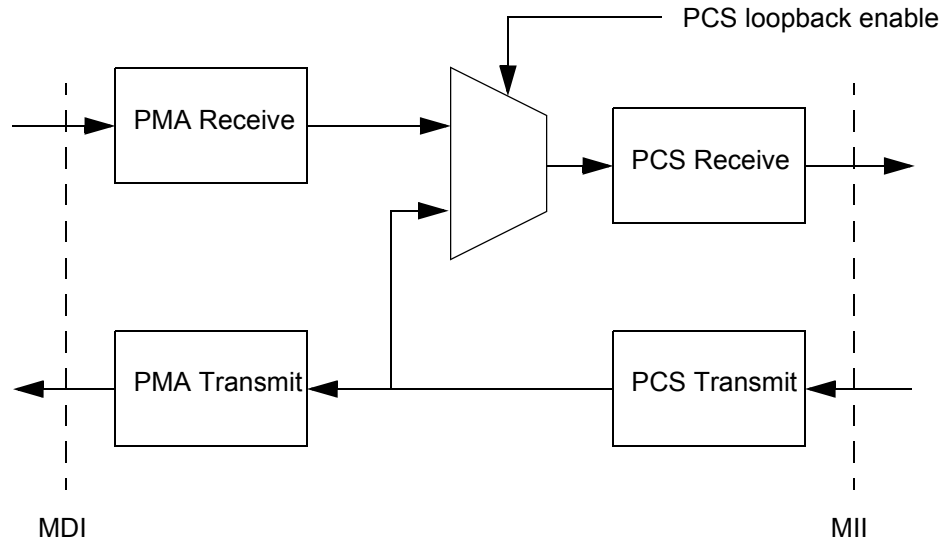 PCS loopback enable
PMA Receive
PCS Receive
PMA Transmit
PCS Transmit
MDI
MII